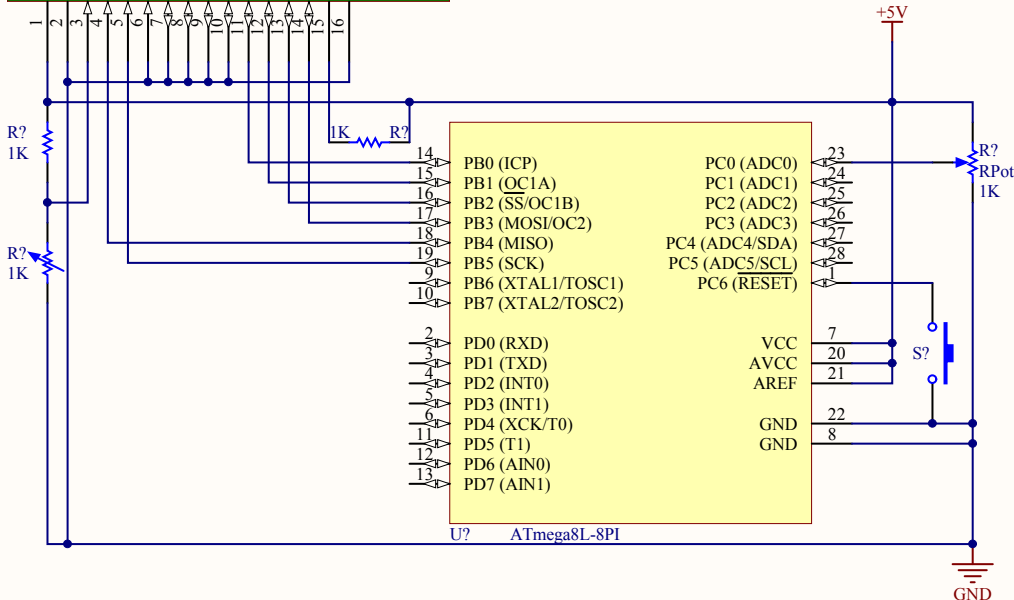 1 2 3 4 5 6 7 8 9 10 11 12 13 14 15 16
+5V
R?
1K
R?
1K
1K R?
14 PB0 (ICP)
15 PB1 (OC1A)
16 PB2 (SS/OC1B)
17 PB3 (MOSI/OC2)
18 PB4 (MISO)
19 PB5 (SCK)
9 PB6 (XTAL1/TOSC1)
10 PB7 (XTAL2/TOSC2)
2 PD0 (RXD)
3 PD1 (TXD)
4 PD2 (INT0)
5 PD3 (INT1)
6 PD4 (XCK/T0)
11 PD5 (T1)
12 PD6 (AIN0)
13 PD7 (AIN1)
PC0 (ADC0) 23
PC1 (ADC1) 24
PC2 (ADC2) 25
PC3 (ADC3) 26
PC4 (ADC4/SDA) 27
PC5 (ADC5/SCL) 28
PC6 (RESET) 1
VCC 7
AVCC 20
AREF 21
GND 22
GND 8
U? ATmega8L-8PI
R?
RPot
1K
S?
GND